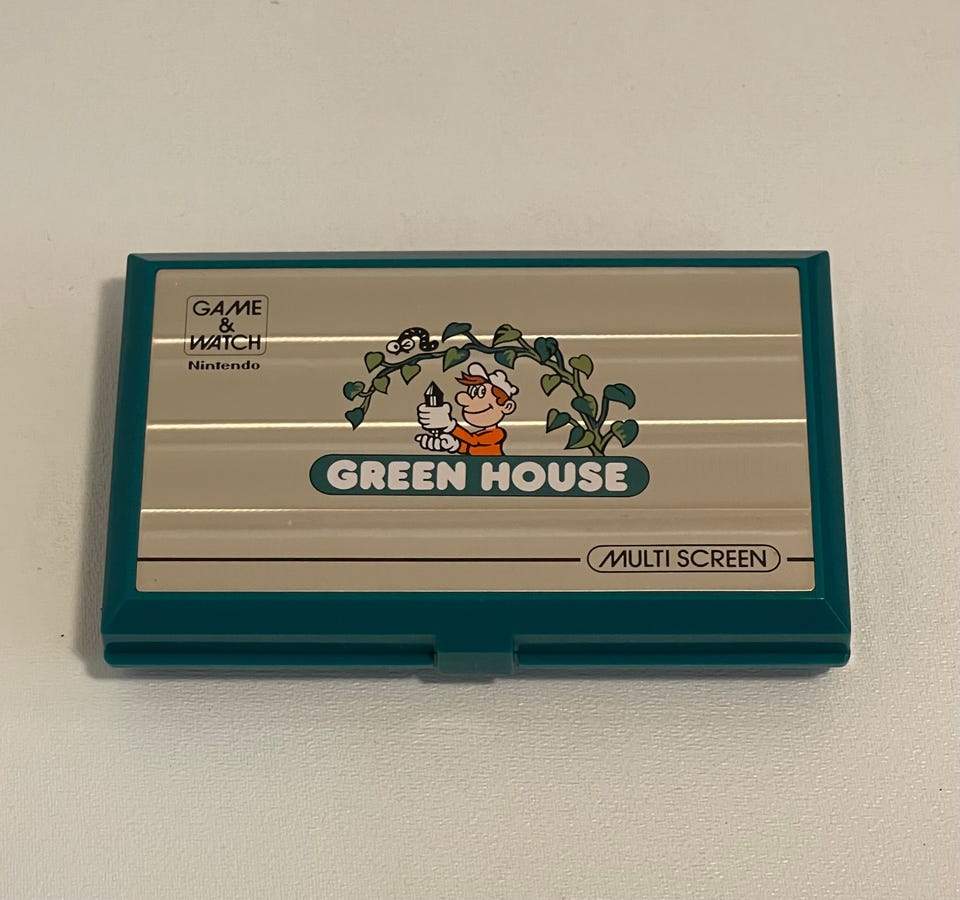 GAME
&
WATCH
Nintendo
GREEN HOUSE
MULTI SCREEN